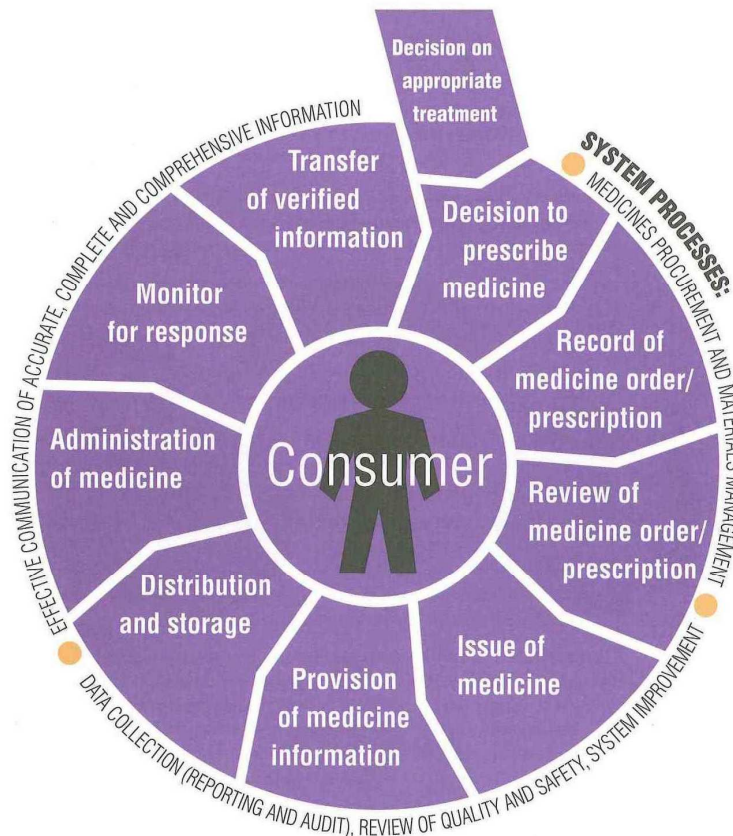 Decision on
appropriate
treatment
SYSTEM PROCESSES:
MEDICINES PROCUREMENT AND MATERIALS MANAGEMENT
DATA COLLECTION (REPORTING AND AUDIT), REVIEW OF QUALITY AND SAFETY, SYSTEM IMPROVEMENT
EFFECTIVE COMMUNICATION OF ACCURATE, COMPLETE AND COMPREHENSIVE INFORMATION
Decision to
prescribe
medicine
Record of
medicine order/
prescription
Review of
medicine order/
prescription
Issue of
medicine
Provision
of medicine
information
Distribution
and storage
Administration
of medicine
Monitor
for response
Transfer
of verified
information
Consumer